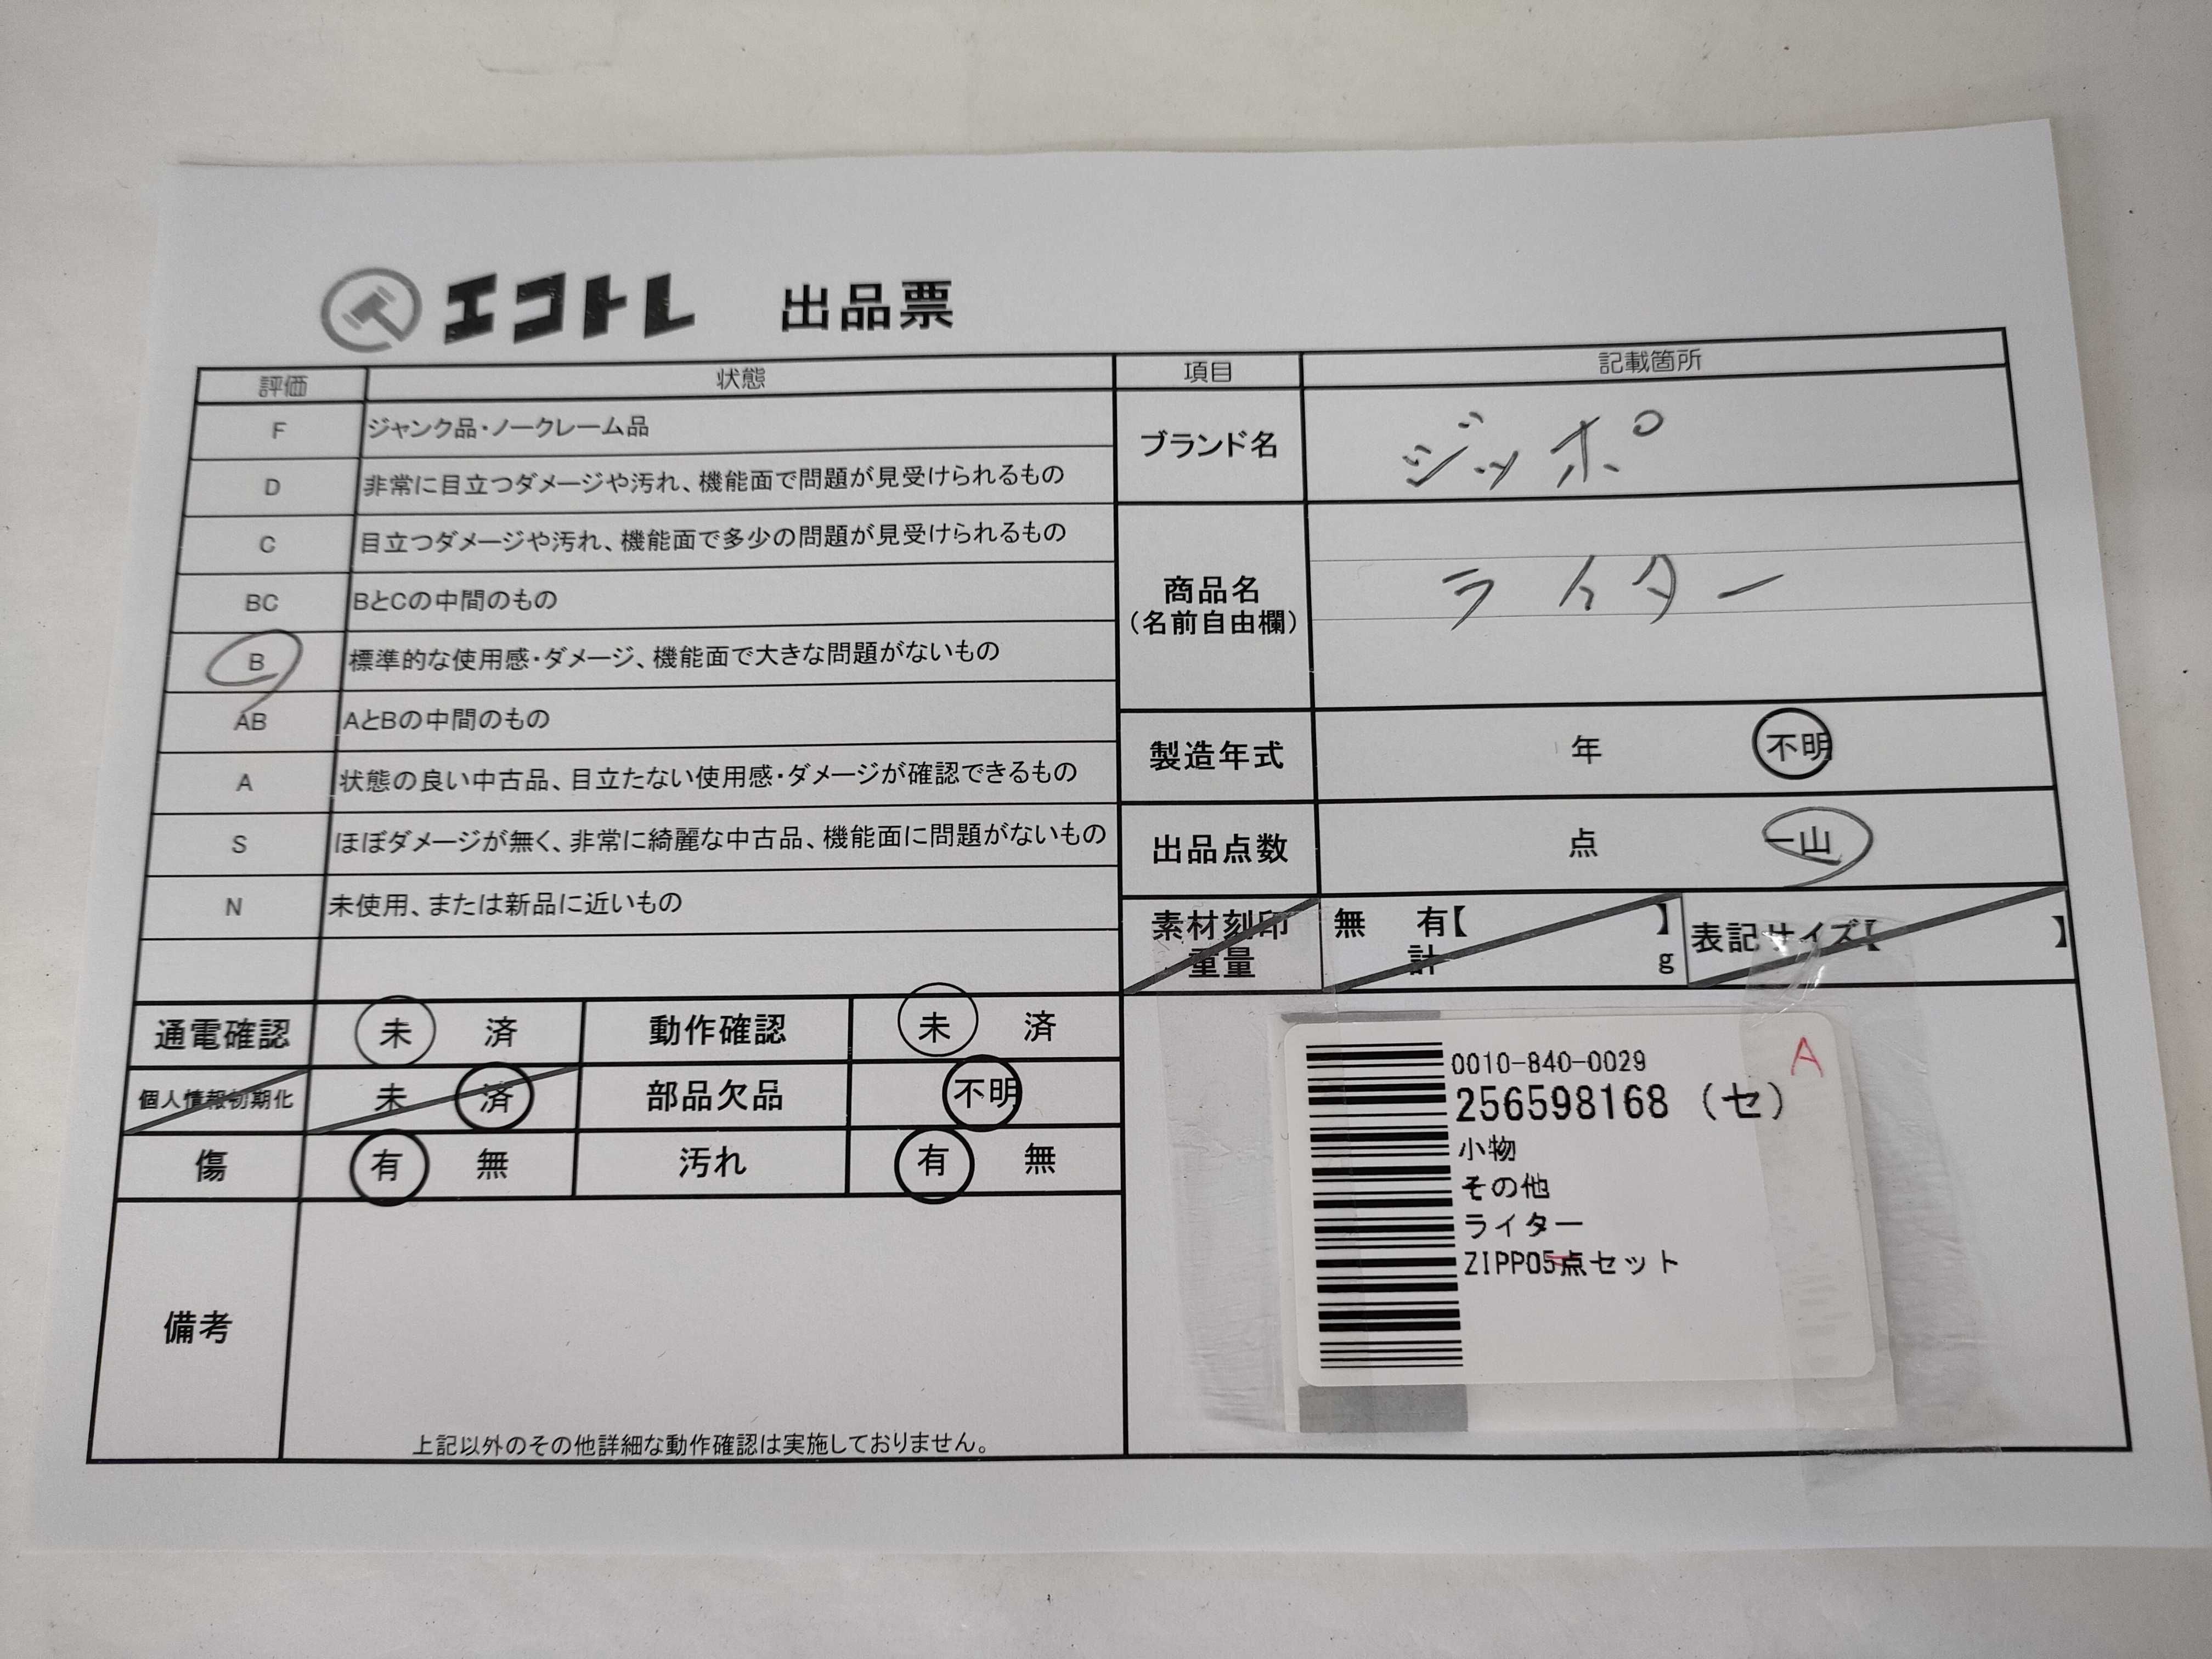 エコトレ 出品票
評価 状態
F ジャンク品・ノークレーム品
D 非常に目立つダメージや汚れ、機能面で問題が見受けられるもの
C 目立つダメージや汚れ、機能面で多少の問題が見受けられるもの
BC BとCの中間のもの
B 標準的な使用感・ダメージ、機能面で大きな問題がないもの
AB AとBの中間のもの
A 状態の良い中古品、目立たない使用感・ダメージが確認できるもの
S ほぼダメージが無く、非常に綺麗な中古品、機能面に問題がないもの
N 未使用、または新品に近いもの
通電確認 未 済 動作確認 未 済
個人情報初期化 未 済 部品欠品 不明
傷 有 無 汚れ 有 無
備考
上記以外のその他詳細な動作確認は実施しておりません。
項目 記載箇所
ブランド名 ジッポ
商品名
(名前自由欄)
ライター
製造年式 年 不明
出品点数 点 一山
素材刻印 無 有【 】 表記サイズ【 】
重量 計 g
0010-840-0029 A
256598168 (セ)
小物
その他
ライター
ZIPPO5点セット